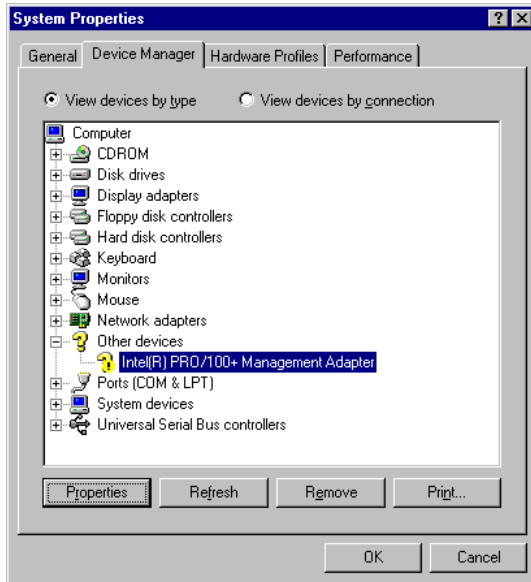 System Properties
General Device Manager Hardware Profiles Performance
View devices by type View devices by connection
Computer
CDROM
Disk drives
Display adapters
Floppy disk controllers
Hard disk controllers
Keyboard
Monitors
Mouse
Network adapters
Other devices
Intel(R) PRO/100+ Management Adapter
Ports (COM & LPT)
System devices
Universal Serial Bus controllers
Properties Refresh Remove Print...
OK Cancel